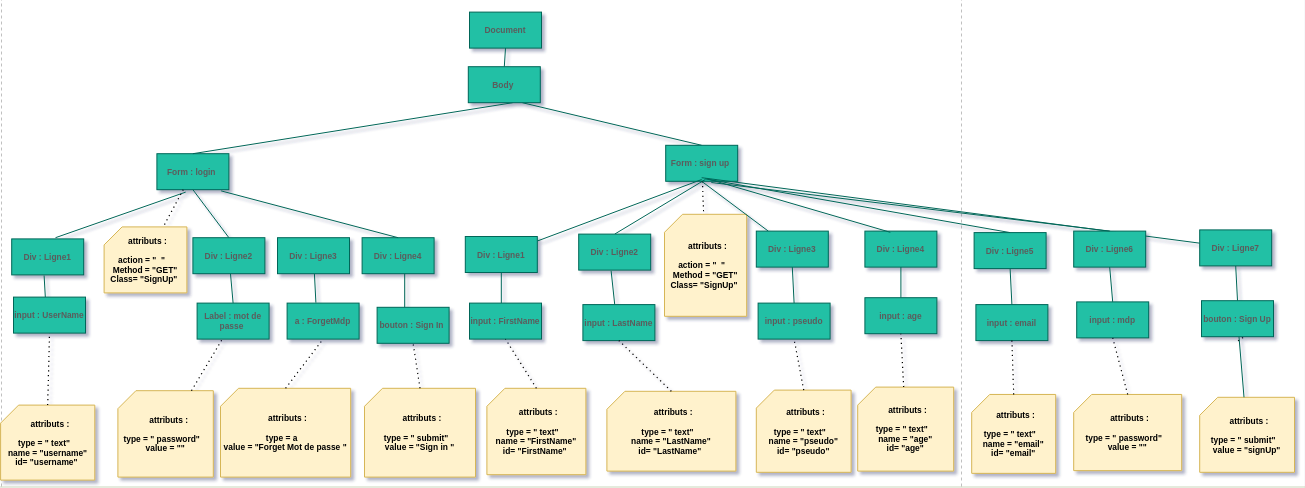 Document
Body
Form : login
Form : sign up
Div : Ligne1
attributs :
action = "  "
Method = "GET"
Class= "SignUp"
Div : Ligne2
Div : Ligne3
Div : Ligne4
Div : Ligne1
Div : Ligne2
attributs :
action = "  "
Method = "GET"
Class= "SignUp"
Div : Ligne3
Div : Ligne4
Div : Ligne5
Div : Ligne6
Div : Ligne7
input : UserName
Label : mot de
passe
a : ForgetMdp
bouton : Sign In
input : FirstName
input : LastName
input : pseudo
input : age
input : email
input : mdp
bouton : Sign Up
attributs :
type = " text"
name = "username"
id= "username"
attributs :
type = " password"
value = ""
attributs :
type = a
value = "Forget Mot de passe "
attributs :
type = " submit"
value = "Sign in "
attributs :
type = " text"
name = "FirstName"
id= "FirstName"
attributs :
type = " text"
name = "LastName"
id= "LastName"
attributs :
type = " text"
name = "pseudo"
id= "pseudo"
attributs :
type = " text"
name = "age"
id= "age"
attributs :
type = " text"
name = "email"
id= "email"
attributs :
type = " password"
value = ""
attributs :
type = " submit"
value = "signUp"